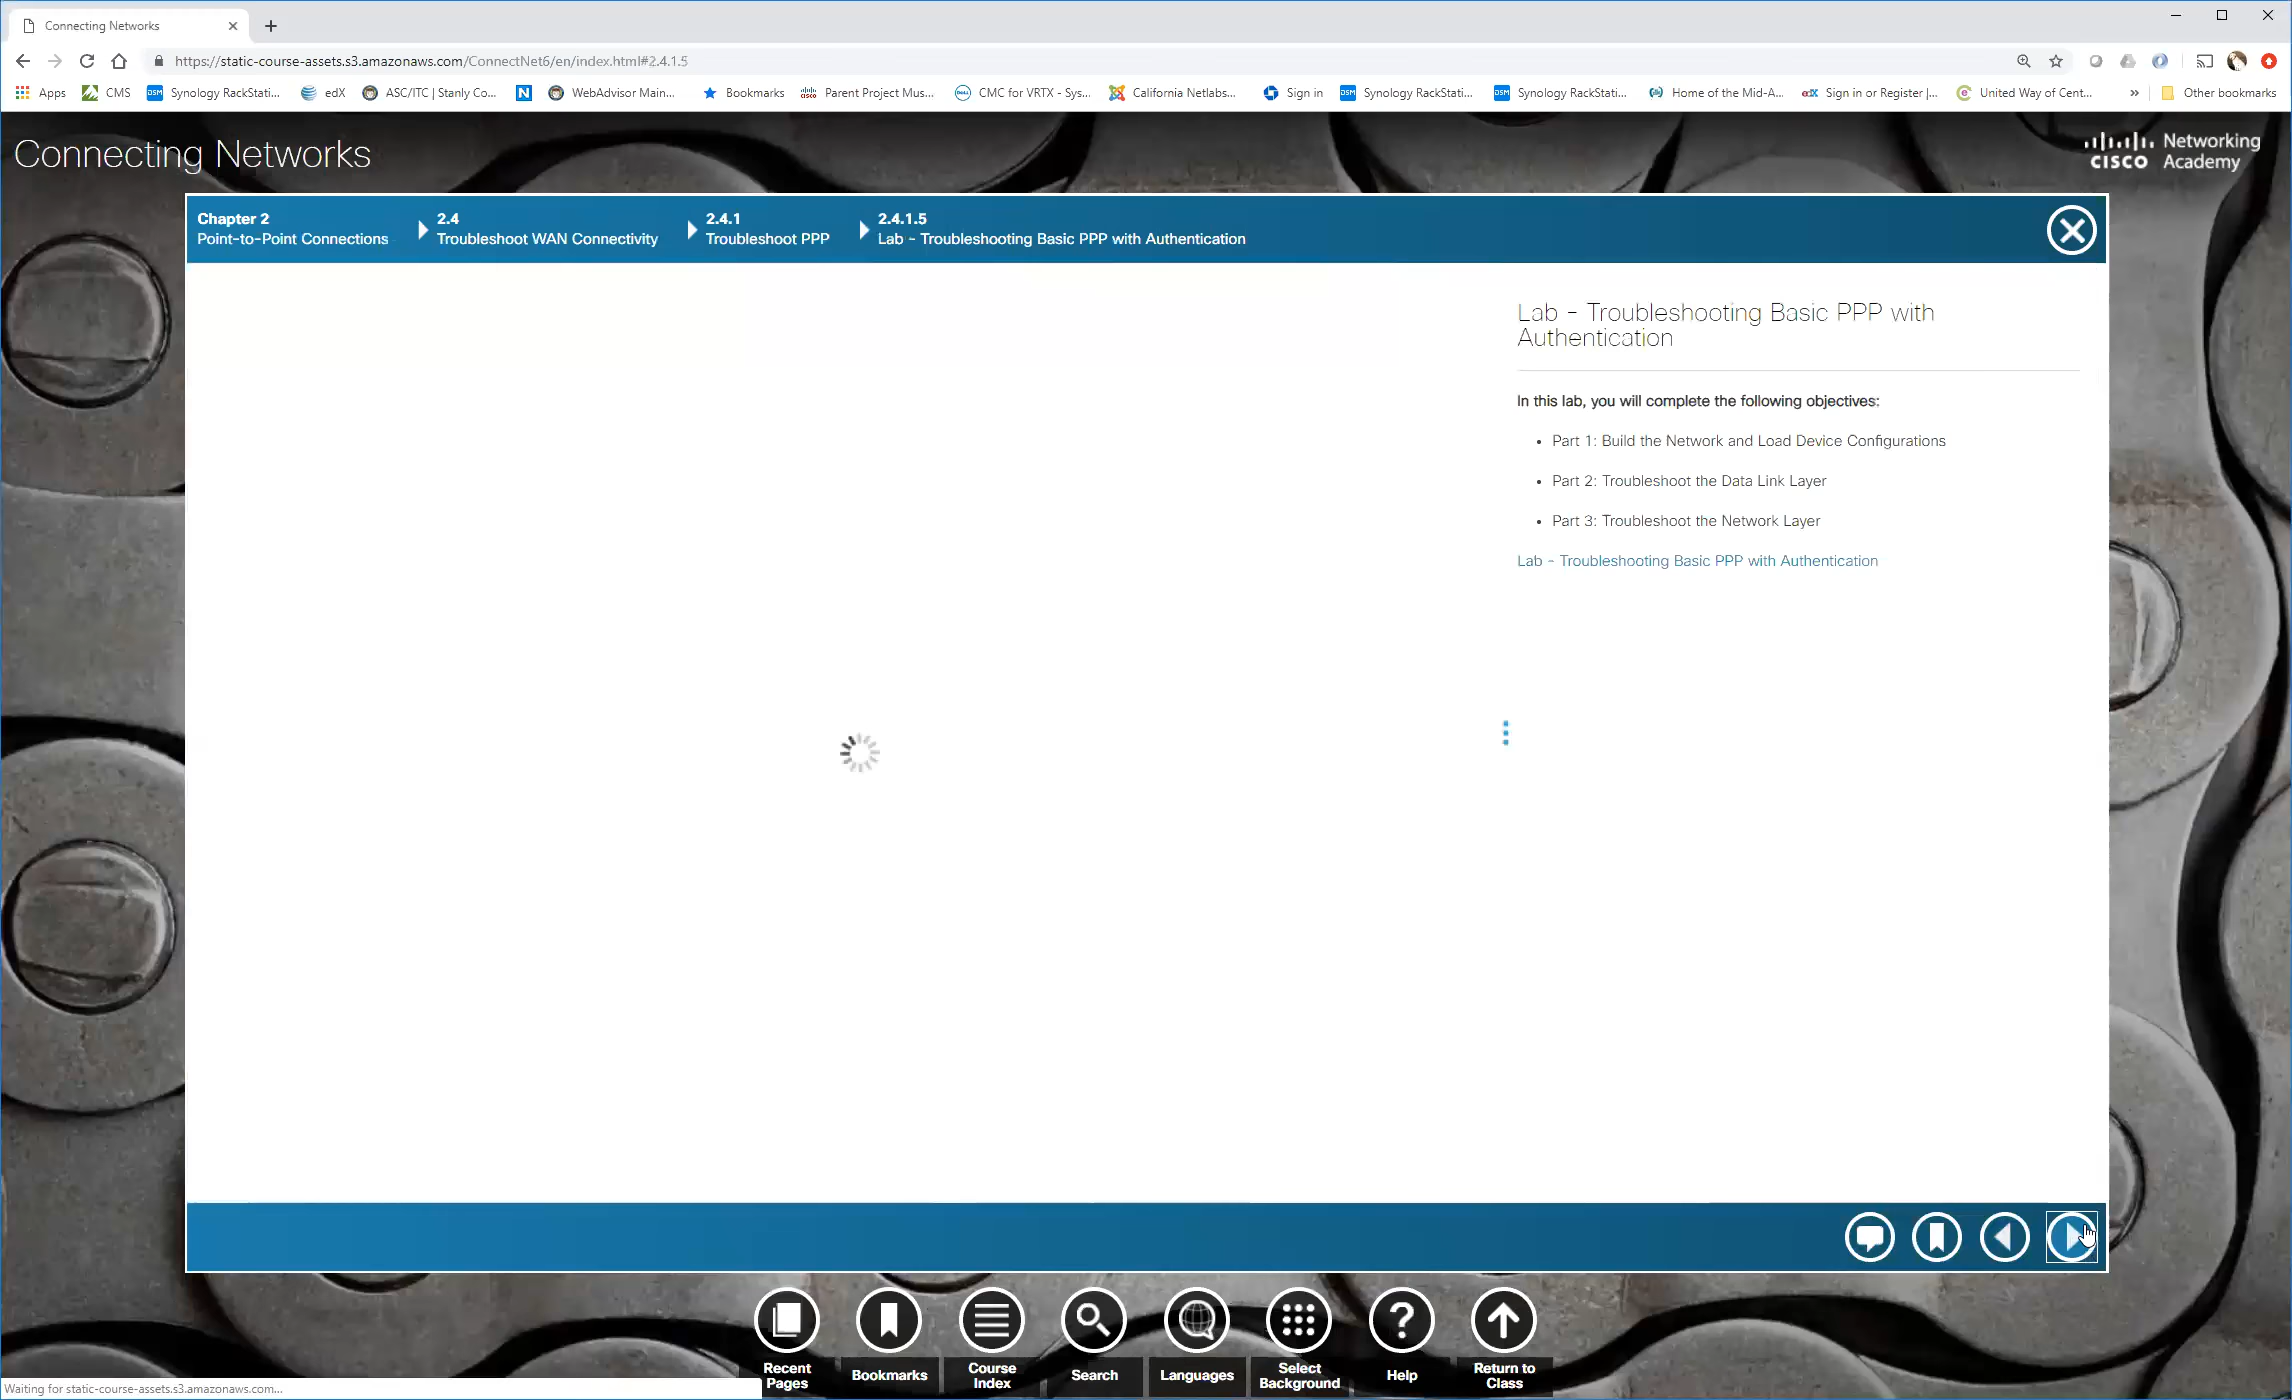 Connecting Networks
https://static-course-assets.s3.amazonaws.com/ConnectNet6/en/index.html#2.4.1.5
Apps
CMS
DSM
Synology RackStati...
edX
ASC/ITC | Stanly Co...
N
WebAdvisor Main...
Bookmarks
Parent Project Mus...
CMC for VRTX - Sys...
California Netlabs...
Sign in
DSM
Synology RackStati...
DSM
Synology RackStati...
Home of the Mid-A...
edX
Sign in or Register |...
United Way of Cent...
»
Other bookmarks
Connecting Networks
CISCO
Networking
Academy
Chapter 2
Point-to-Point Connections
2.4
Troubleshoot WAN Connectivity
2.4.1
Troubleshoot PPP
2.4.1.5
Lab - Troubleshooting Basic PPP with Authentication
Lab - Troubleshooting Basic PPP with
Authentication
In this lab, you will complete the following objectives:
• Part 1: Build the Network and Load Device Configurations
• Part 2: Troubleshoot the Data Link Layer
• Part 3: Troubleshoot the Network Layer
Lab - Troubleshooting Basic PPP with Authentication
Recent
Pages
Bookmarks
Course
Index
Search
Languages
Select
Background
?
Help
Return to
Class
Waiting for static-course-assets.s3.amazonaws.com...